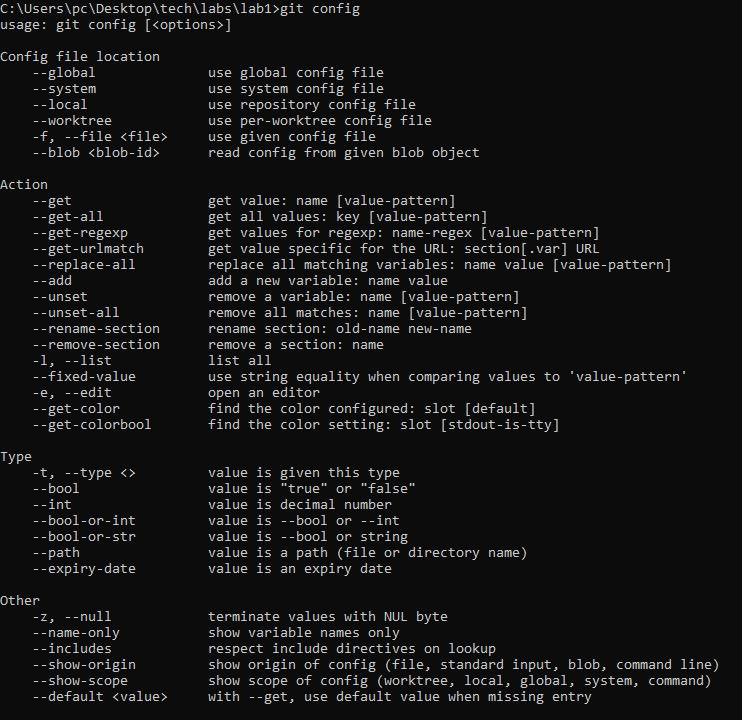 C:\Users\pc\Desktop\tech\labs\lab1>git config
usage: git config [<options>]

Config file location
    --global              use global config file
    --system              use system config file
    --local               use repository config file
    --worktree            use per-worktree config file
    -f, --file <file>     use given config file
    --blob <blob-id>      read config from given blob object

Action
    --get                 get value: name [value-pattern]
    --get-all             get all values: key [value-pattern]
    --get-regexp          get values for regexp: name-regex [value-pattern]
    --get-urlmatch        get value specific for the URL: section[.var] URL
    --replace-all         replace all matching variables: name value [value-pattern]
    --add                 add a new variable: name value
    --unset               remove a variable: name [value-pattern]
    --unset-all           remove all matches: name [value-pattern]
    --rename-section      rename section: old-name new-name
    --remove-section      remove a section: name
    -l, --list            list all
    --fixed-value         use string equality when comparing values to 'value-pattern'
    -e, --edit            open an editor
    --get-color           find the color configured: slot [default]
    --get-colorbool       find the color setting: slot [stdout-is-tty]

Type
    -t, --type <>         value is given this type
    --bool                value is "true" or "false"
    --int                 value is decimal number
    --bool-or-int         value is --bool or --int
    --bool-or-str         value is --bool or string
    --path                value is a path (file or directory name)
    --expiry-date         value is an expiry date

Other
    -z, --null            terminate values with NUL byte
    --name-only           show variable names only
    --includes            respect include directives on lookup
    --show-origin         show origin of config (file, standard input, blob, command line)
    --show-scope          show scope of config (worktree, local, global, system, command)
    --default <value>     with --get, use default value when missing entry